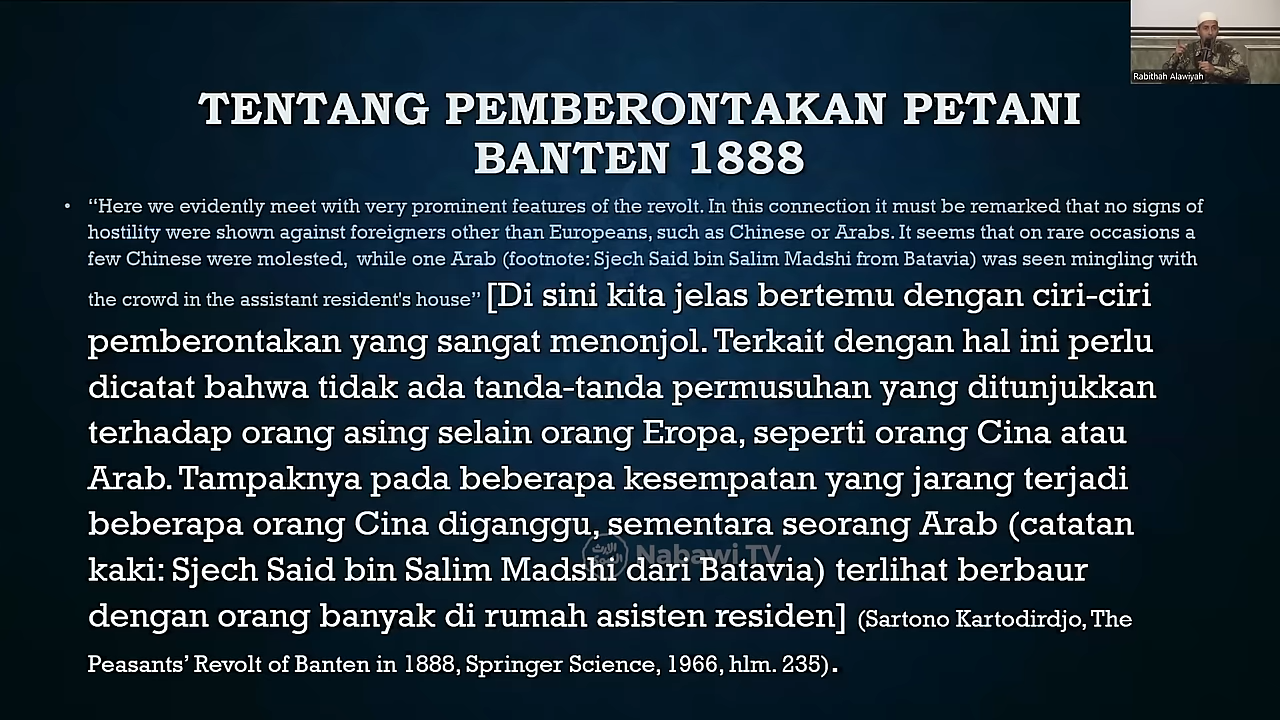 Rabithah Alawiyah
TENTANG PEMBERONTAKAN PETANI
BANTEN 1888
• “Here we evidently meet with very prominent features of the revolt. In this connection it must be remarked that no signs of
hostility were shown against foreigners other than Europeans, such as Chinese or Arabs. It seems that on rare occasions a
few Chinese were molested, while one Arab (footnote: Sjech Said bin Salim Madshi from Batavia) was seen mingling with
the crowd in the assistant resident's house” [Di sini kita jelas bertemu dengan ciri-ciri
pemberontakan yang sangat menonjol. Terkait dengan hal ini perlu
dicatat bahwa tidak ada tanda-tanda permusuhan yang ditunjukkan
terhadap orang asing selain orang Eropa, seperti orang Cina atau
Arab. Tampaknya pada beberapa kesempatan yang jarang terjadi
beberapa orang Cina diganggu, sementara seorang Arab (catatan
Nabawi TV
kaki: Sjech Said bin Salim Madshi dari Batavia) terlihat berbaur
dengan orang banyak di rumah asisten residen] (Sartono Kartodirdjo, The
Peasants’ Revolt of Banten in 1888, Springer Science, 1966, hlm. 235).